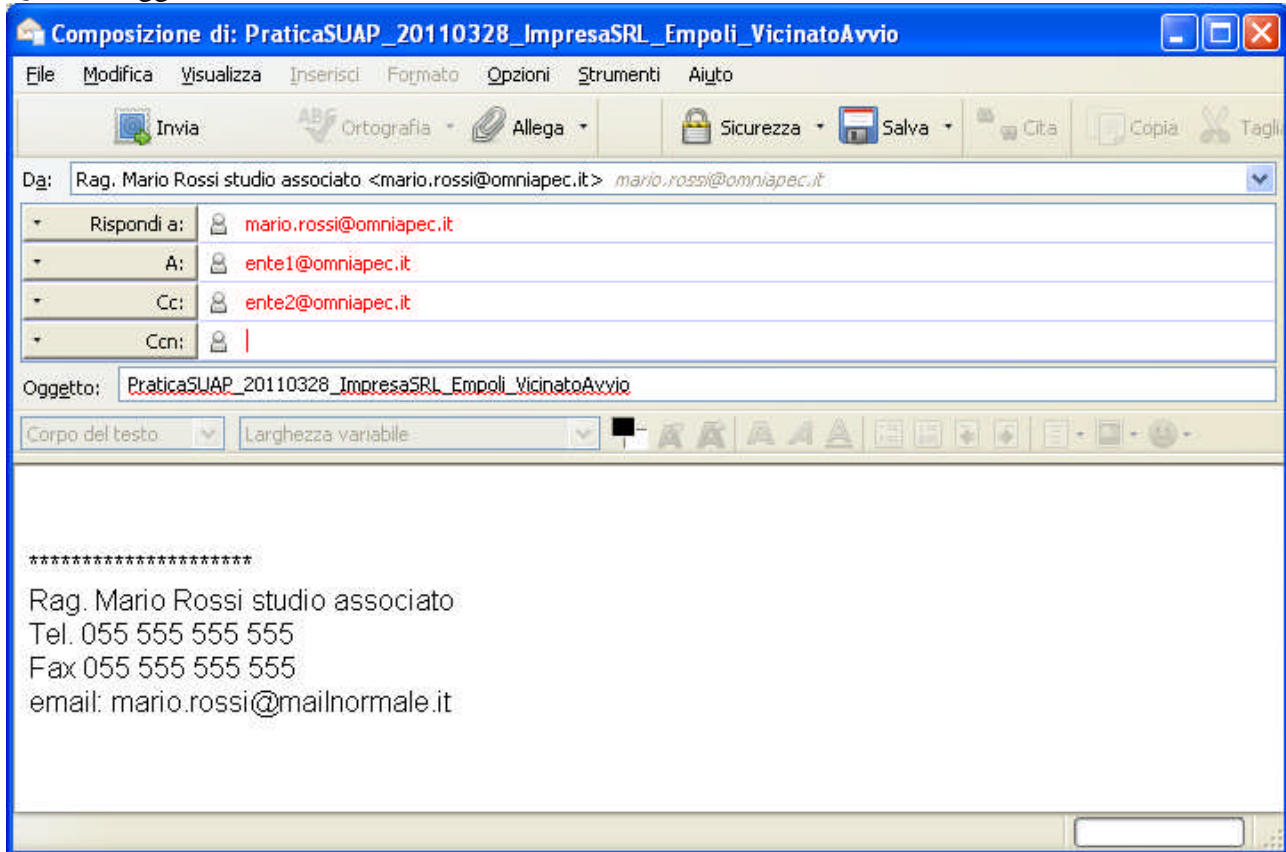 Composizione di: PraticaSUAP_20110328_ImpresaSRL_Empoli_VicinatoAvvio
File Modifica Visualizza Inserisci Formato Opzioni Strumenti Aiuto
Invia Ortografia Allega Sicurezza Salva Cita Copia Tagli
Da: Rag. Mario Rossi studio associato <mario.rossi@omniapec.it> mario.rossi@omniapec.it
Rispondi a: mario.rossi@omniapec.it
A: ente1@omniapec.it
Cc: ente2@omniapec.it
Ccn:
Oggetto: PraticaSUAP_20110328_ImpresaSRL_Empoli_VicinatoAvvio
Corpo del testo Larghezza variabile
*********************
Rag. Mario Rossi studio associato
Tel. 055 555 555 555
Fax 055 555 555 555
email: mario.rossi@mailnormale.it